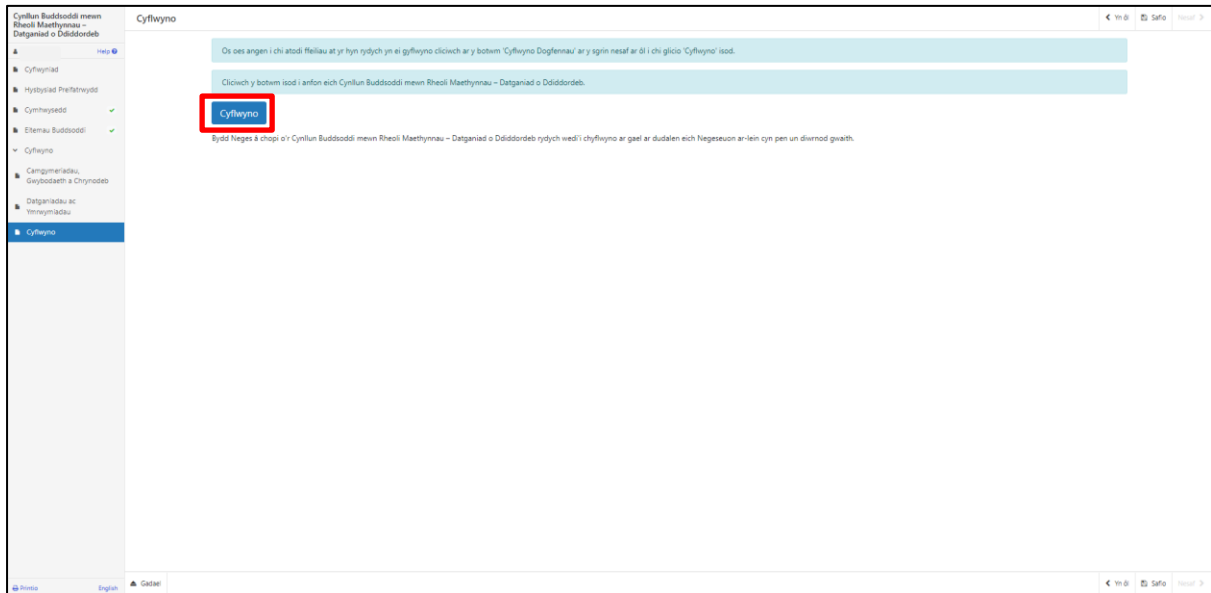 Cynllun Buddsoddi mewn
Rheoli Maethynnau –
Datganiad o Ddiddordeb
Help
Cyflwyniad
Hysbysiad Preifatrwydd
Cymhwysedd
Eitemau Buddsoddi
Cyflwyno
Camgymeriadau,
Gwybodaeth a Chrynodeb
Datganiadau ac
Ymrwymiadau
Cyflwyno
Printio
English
Cyflwyno
Yn ôl
Safio
Nesaf
Os oes angen i chi atodi ffeiliau at yr hyn rydych yn ei gyflwyno cliciwch ar y botwm 'Cyflwyno Dogfennau' ar y sgrin nesaf ar ôl i chi glicio 'Cyflwyno' isod.
Cliciwch y botwm isod i anfon eich Cynllun Buddsoddi mewn Rheoli Maethynnau – Datganiad o Ddiddordeb.
Cyflwyno
Bydd Neges â chopi o'r Cynllun Buddsoddi mewn Rheoli Maethynnau – Datganiad o Ddiddordeb rydych wedi'i chyflwyno ar gael ar dudalen eich Negeseuon ar-lein cyn pen un diwrnod gwaith.
Gadael
Yn ôl
Safio
Nesaf